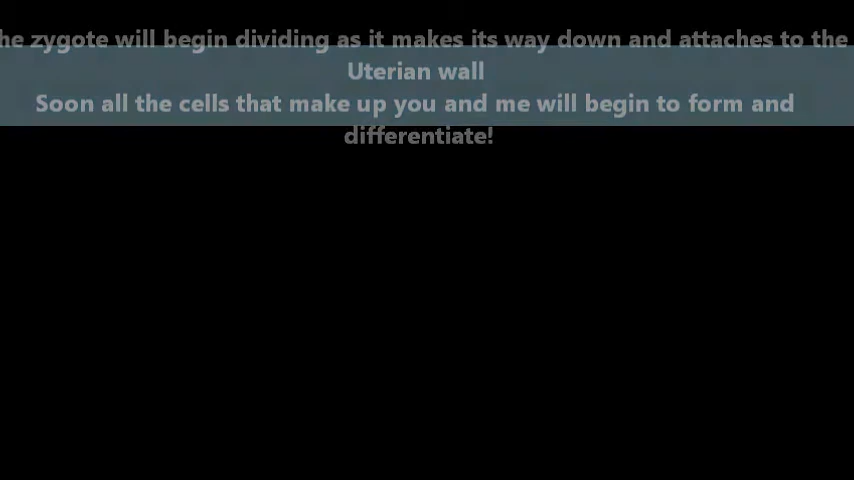 he zygote will begin dividing as it makes its way down and attaches to the
Uterian wall
Soon all the cells that make up you and me will begin to form and
differentiate!